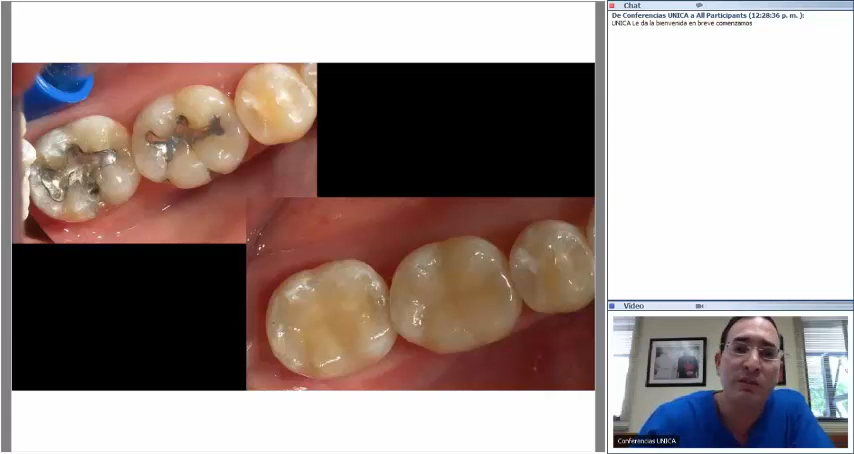 Chat
De Conferencias UNICA a All Participants (12:28:36 p. m. ):
UNICA Le da la bienvenida en breve comenzamos
Video
Conferencias UNICA